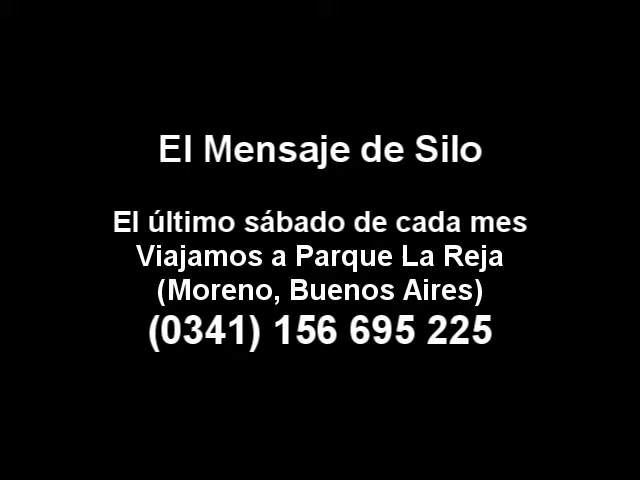 El Mensaje de Silo
El último sábado de cada mes
Viajamos a Parque La Reja
(Moreno, Buenos Aires)
(0341) 156 695 225